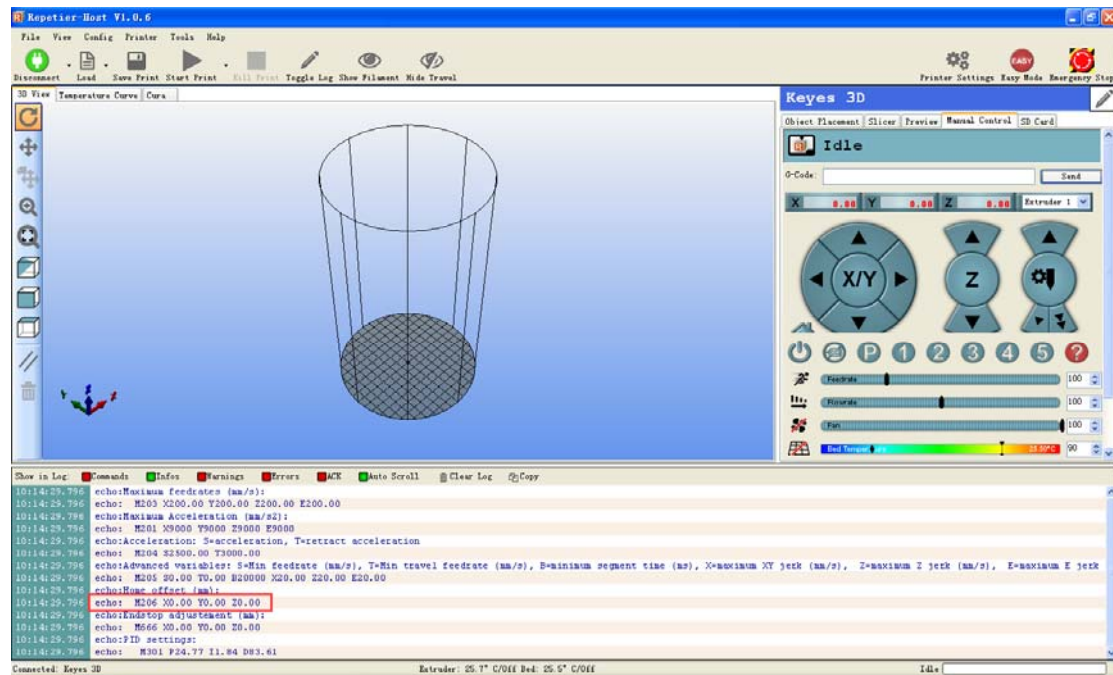 Repetier-Host V1.0.6
File View Config Printer Tools Help
Disconnect Load Save Print Start Print Kill Print Toggle Log Show Filament Hide Travel Printer Settings Easy Mode Emergency Stop
EASY
3D View Temperature Curve Cura
Keyes 3D
Object Placement Slicer Preview Manual Control SD Card
Idle
G-Code: Send
X 0.00 Y 0.00 Z 0.00 Extruder 1
X/Y Z
P 1 2 3 4 5 ?
Feedrate 100
Flowrate 100
Fan 100
Bed Temperature 25.50°C 90
Show in Log: Commands Infos Warnings Errors ACK Auto Scroll Clear Log Copy
10:14:29.796 echo:Maximum feedrates (mm/s):
10:14:29.796 echo: M203 X200.00 Y200.00 Z200.00 E200.00
10:14:29.796 echo:Maximum Acceleration (mm/s2):
10:14:29.796 echo: M201 X9000 Y9000 Z9000 E9000
10:14:29.796 echo:Acceleration: S=acceleration, T=retract acceleration
10:14:29.796 echo: M204 S2500.00 T3000.00
10:14:29.796 echo:Advanced variables: S=Min feedrate (mm/s), T=Min travel feedrate (mm/s), B=minimum segment time (ms), X=maximum XY jerk (mm/s), Z=maximum Z jerk (mm/s), E=maximum E jerk
10:14:29.796 echo: M205 S0.00 T0.00 B20000 X20.00 Z20.00 E20.00
10:14:29.796 echo:Home offset (mm):
10:14:29.796 echo: M206 X0.00 Y0.00 Z0.00
10:14:29.796 echo:Endstop adjustement (mm):
10:14:29.796 echo: M666 X0.00 Y0.00 Z0.00
10:14:29.796 echo:PID settings:
10:14:29.796 echo: M301 P24.77 I1.84 D83.61
Connected: Keyes 3D Extruder: 25.7° C/Off Bed: 25.5° C/Off Idle